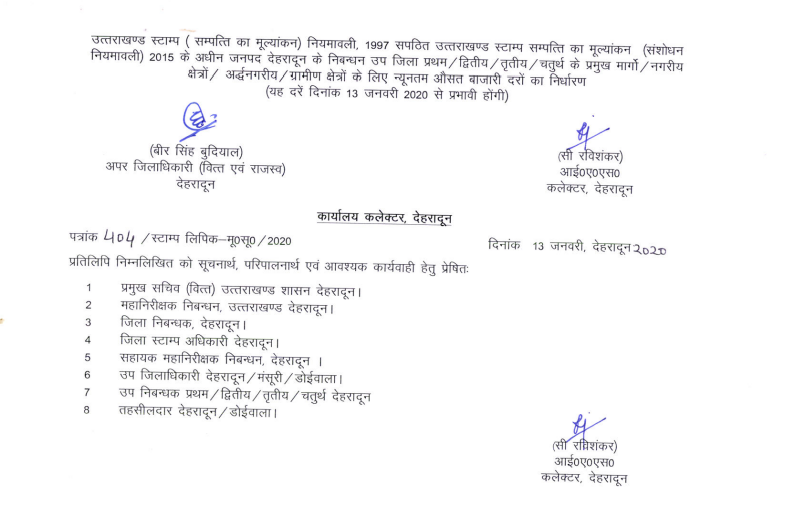 उत्तराखण्ड स्टाम्प ( सम्पत्ति का मूल्यांकन) नियमावली, 1997 सपठित उत्तराखण्ड स्टाम्प सम्पत्ति का मूल्यांकन (संशोधन
नियमावली) 2015 के अधीन जनपद देहरादून के निबन्धन उप जिला प्रथम/द्वितीय/तृतीय/चतुर्थ के प्रमुख मार्गो/नगरीय
क्षेत्रों/ अर्द्धनगरीय/ग्रामीण क्षेत्रों के लिए न्यूनतम औसत बाजारी दरों का निर्धारण
(यह दरें दिनांक 13 जनवरी 2020 से प्रभावी होंगी)
(बीर सिंह बुदियाल)
अपर जिलाधिकारी (वित्त एवं राजस्व)
देहरादून
(सी रविशंकर)
आई०ए०एस०
कलेक्टर, देहरादून
कार्यालय कलेक्टर, देहरादून
पत्रांक 404 /स्टाम्प लिपिक–मू0सू0/2020 दिनांक 13 जनवरी, देहरादून 2020
प्रतिलिपि निम्नलिखित को सूचनार्थ, परिपालनार्थ एवं आवश्यक कार्यवाही हेतु प्रेषितः
1 प्रमुख सचिव (वित्त) उत्तराखण्ड शासन देहरादून।
2 महानिरीक्षक निबन्धन, उत्तराखण्ड देहरादून।
3 जिला निबन्धक, देहरादून।
4 जिला स्टाम्प अधिकारी देहरादून।
5 सहायक महानिरीक्षक निबन्धन, देहरादून ।
6 उप जिलाधिकारी देहरादून/मंसूरी/डोईवाला।
7 उप निबन्धक प्रथम/द्वितीय/तृतीय/चतुर्थ देहरादून
8 तहसीलदार देहरादून/डोईवाला।
(सी रविशंकर)
आई०ए०एस०
कलेक्टर, देहरादून